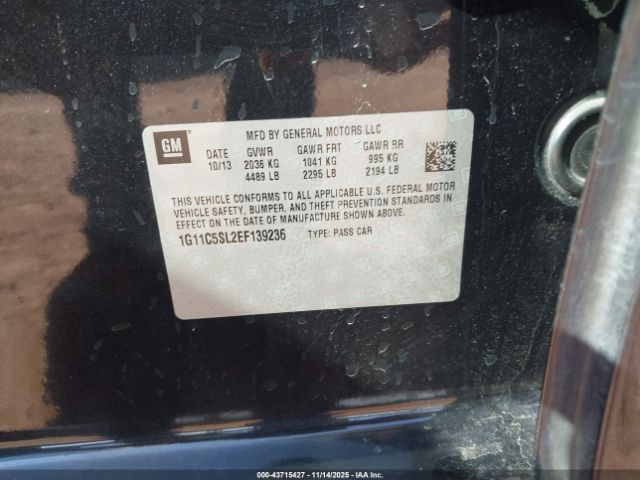 GM
MFD BY GENERAL MOTORS LLC
DATE GVWR GAWR FRT GAWR RR
10/13 2036 KG 1041 KG 995 KG
4489 LB 2295 LB 2194 LB
THIS VEHICLE CONFORMS TO ALL APPLICABLE U.S. FEDERAL MOTOR
VEHICLE SAFETY, BUMPER, AND THEFT PREVENTION STANDARDS IN
EFFECT ON THE DATE OF MANUFACTURE SHOWN ABOVE.
1G11C5SL2EF139236 TYPE: PASS CAR
000-43715427 - 11/14/2025 - IAA Inc.